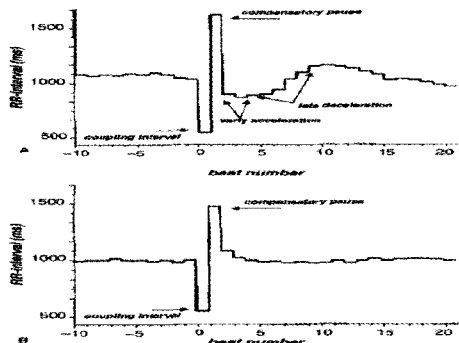 compensatory pause
1500
RR-interval (ms)
1000
late deceleration
early acceleration
500
coupling interval
A
-10 -5 0 5 10 15 20
beat number
1500
compensatory pause
RR-interval (ms)
1000
coupling interval
500
B
-10 -5 0 5 10 15 20
beat number